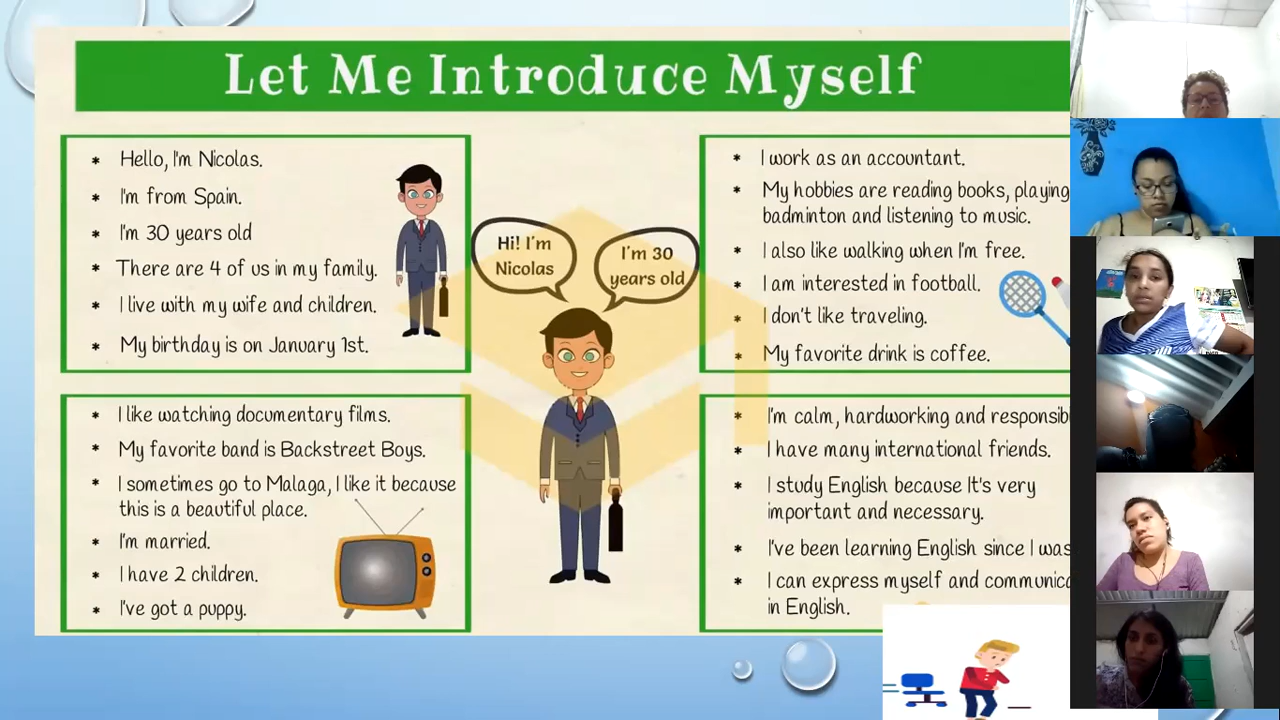 Let Me Introduce Myself
* Hello, I'm Nicolas.
* I'm from Spain.
* I'm 30 years old
* There are 4 of us in my family.
* I live with my wife and children.
* My birthday is on January 1st.
Hi! I'm
Nicolas
I'm 30
years old
* I work as an accountant.
* My hobbies are reading books, playing
badminton and listening to music.
* I also like walking when I'm free.
* I am interested in football.
* I don't like traveling.
* My favorite drink is coffee.
* I like watching documentary films.
* My favorite band is Backstreet Boys.
* I sometimes go to Malaga, I like it because
this is a beautiful place.
* I'm married.
* I have 2 children.
* I've got a puppy.
* I'm calm, hardworking and responsib
* I have many international friends.
* I study English because It's very
important and necessary.
* I've been learning English since I was
* I can express myself and communica
in English.